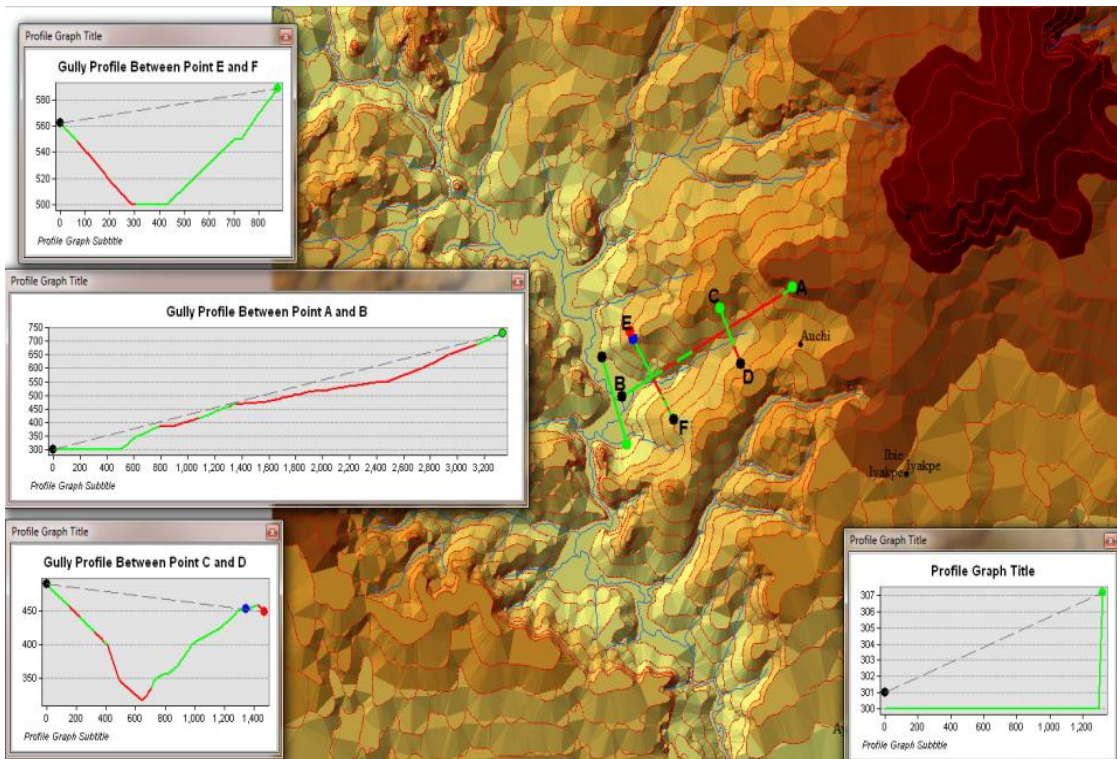 Profile Graph Title
Gully Profile Between Point E and F
580
560
540
520
500
0 100 200 300 400 500 600 700 800
Profile Graph Subtitle
Profile Graph Title
Gully Profile Between Point A and B
750
700
650
600
550
500
450
400
350
300
0 200 400 600 800 1,000 1,200 1,400 1,600 1,800 2,000 2,200 2,400 2,600 2,800 3,000 3,200
Profile Graph Subtitle
Profile Graph Title
Gully Profile Between Point C and D
450
400
350
0 200 400 600 800 1,000 1,200 1,400
Profile Graph Subtitle
A
C
E
Auchi
D
B
F
Ibie
Iyakpe
Iyakpe
Profile Graph Title
Profile Graph Title
307
306
305
304
303
302
301
300
0 200 400 600 800 1,000 1,200
Profile Graph Subtitle